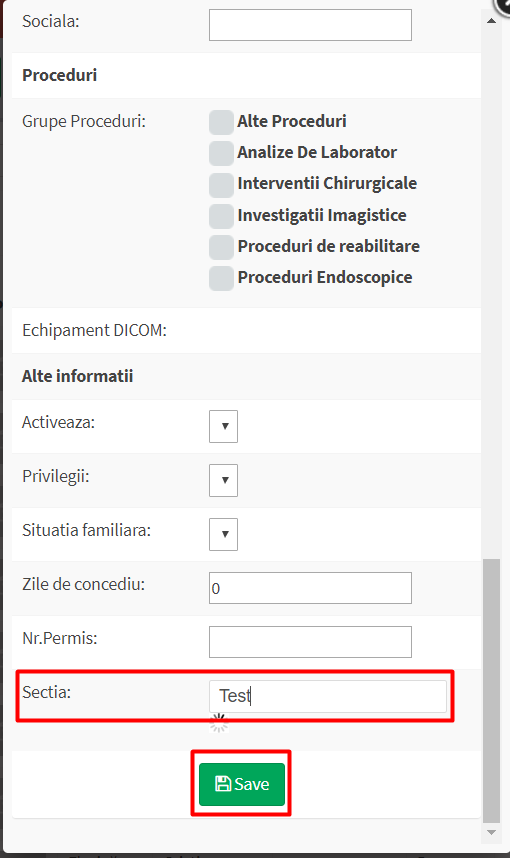 Sociala:
Proceduri
Grupe Proceduri:
Alte Proceduri
Analize De Laborator
Interventii Chirurgicale
Investigatii Imagistice
Proceduri de reabilitare
Proceduri Endoscopice
Echipament DICOM:
Alte informatii
Activeaza:
Privilegii:
Situatia familiara:
Zile de concediu: 0
Nr.Permis:
Sectia: Test
Save